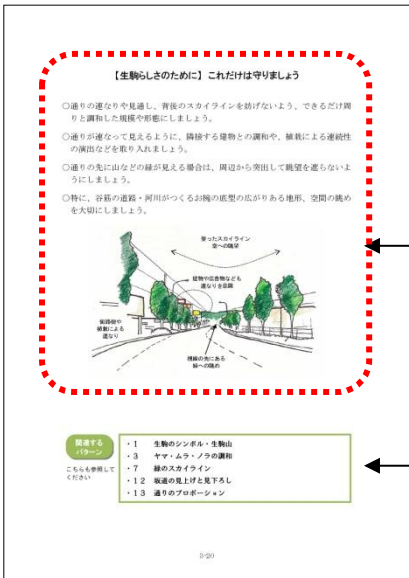 【生駒らしさのために】これだけは守りましょう
○通りの連なりや見通し、背後のスカイラインを妨げないよう、できるだけ周
りと調和した規模や形態にしましょう。
○通りが連なって見えるように、隣接する建物との調和や、植栽による連続性
の演出などを取り入れましょう。
○通りの先に山などの緑が見える場合は、周辺から突出して眺望を遮らないよ
うにしましょう。
○特に、谷筋の道路・河川がつくるお椀の底型の広がりある地形、空間の眺め
を大切にしましょう。
整ったスカイライン
空への眺望
建物や広告物なども
連なりを意識
街路樹や
植栽による
連なり
視線の先にある
緑への眺め
関連する
パターン
こちらも参照して
ください
・1 生駒のシンボル・生駒山
・3 ヤマ・ムラ・ノラの調和
・7 緑のスカイライン
・12 坂道の見上げと見下ろし
・13 通りのプロポーション
3-20